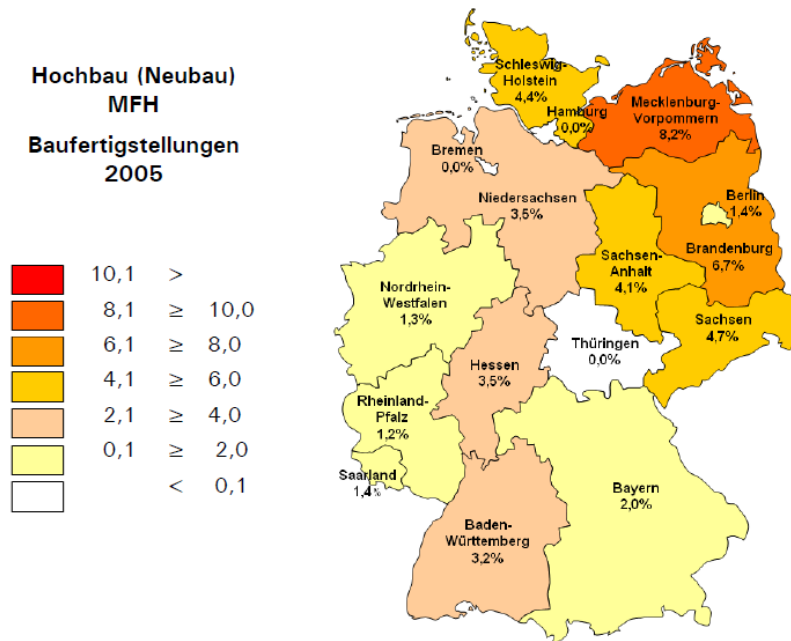 Hochbau (Neubau)
MFH
Baufertigstellungen
2005
10,1 >
8,1 ≥ 10,0
6,1 ≥ 8,0
4,1 ≥ 6,0
2,1 ≥ 4,0
0,1 ≥ 2,0
< 0,1
Schleswig-
Holstein
4,4%
Hamburg
0,0%
Mecklenburg-
Vorpommern
8,2%
Bremen
0,0%
Niedersachsen
3,5%
Berlin
1,4%
Brandenburg
6,7%
Sachsen-
Anhalt
4,1%
Nordrhein-
Westfalen
1,3%
Sachsen
4,7%
Thüringen
0,0%
Hessen
3,5%
Rheinland-
Pfalz
1,2%
Saarland
1,4%
Bayern
2,0%
Baden-
Württemberg
3,2%